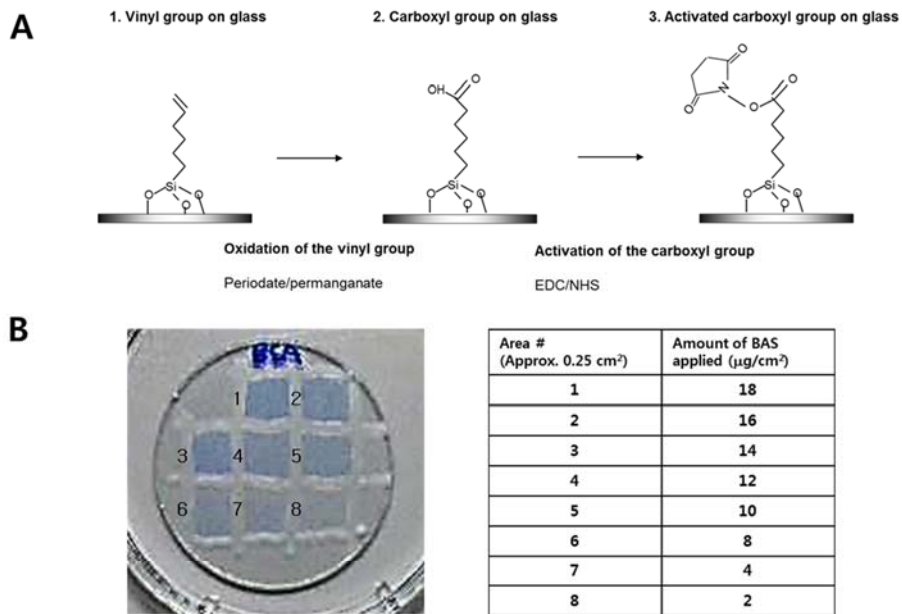 A
1. Vinyl group on glass
2. Carboxyl group on glass
3. Activated carboxyl group on glass
OH
O
O
N
O
O
O
Si
O
O
O
Si
O
O
O
Si
O
O
O
Oxidation of the vinyl group
Periodate/permanganate
Activation of the carboxyl group
EDC/NHS
B
1 2
3 4 5
6 7 8
Area #
(Approx. 0.25 cm²)
Amount of BAS
applied (μg/cm²)
1 18
2 16
3 14
4 12
5 10
6 8
7 4
8 2